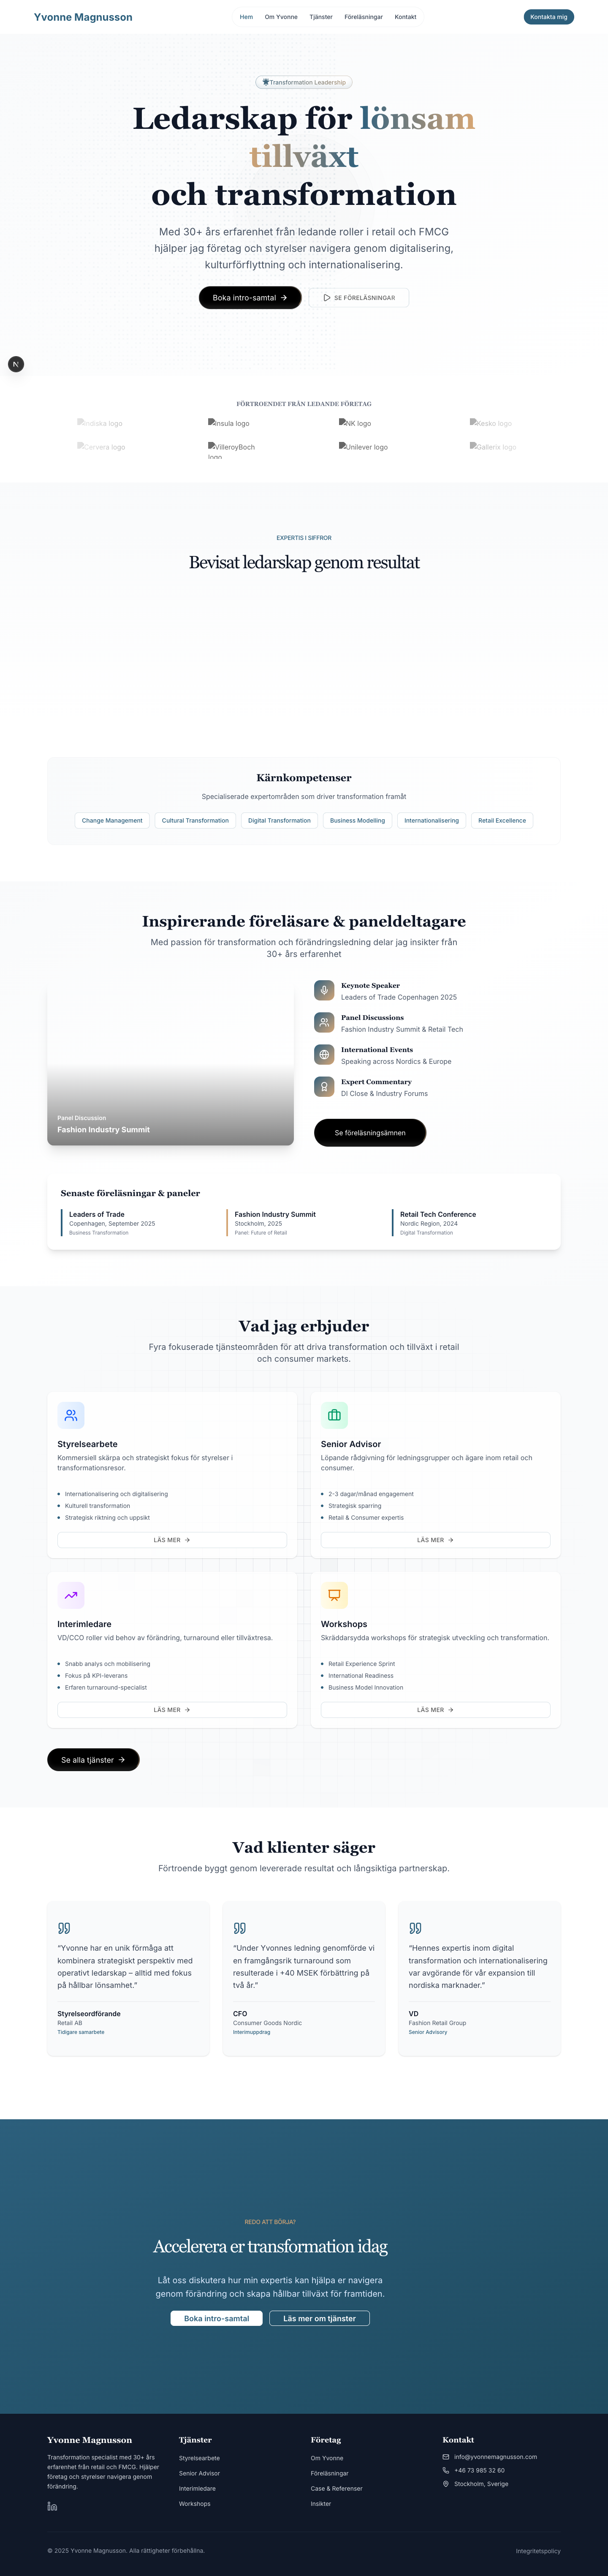 Yvonne Magnusson
Hem
Om Yvonne
Tjänster
Föreläsningar
Kontakt
Kontakta mig
Transformation Leadership
Ledarskap för lönsam
tillväxt
och transformation
Med 30+ års erfarenhet från ledande roller i retail och FMCG
hjälper jag företag och styrelser navigera genom digitalisering,
kulturförflyttning och internationalisering.
Boka intro-samtal
SE FÖRELÄSNINGAR
N
FÖRTROENDET FRÅN LEDANDE FÖRETAG
Indiska logo
Insula logo
NK logo
Kesko logo
Cervera logo
VilleroyBoch
logo
Unilever logo
Gallerix logo
EXPERTIS I SIFFROR
Bevisat ledarskap genom resultat
Kärnkompetenser
Specialiserade expertområden som driver transformation framåt
Change Management
Cultural Transformation
Digital Transformation
Business Modelling
Internationalisering
Retail Excellence
Inspirerande föreläsare & paneldeltagare
Med passion för transformation och förändringsledning delar jag insikter från
30+ års erfarenhet
Panel Discussion
Fashion Industry Summit
Keynote Speaker
Leaders of Trade Copenhagen 2025
Panel Discussions
Fashion Industry Summit & Retail Tech
International Events
Speaking across Nordics & Europe
Expert Commentary
DI Close & Industry Forums
Se föreläsningsämnen
Senaste föreläsningar & paneler
Leaders of Trade
Copenhagen, September 2025
Business Transformation
Fashion Industry Summit
Stockholm, 2025
Panel: Future of Retail
Retail Tech Conference
Nordic Region, 2024
Digital Transformation
Vad jag erbjuder
Fyra fokuserade tjänsteområden för att driva transformation och tillväxt i retail
och consumer markets.
Styrelsearbete
Kommersiell skärpa och strategiskt fokus för styrelser i
transformationsresor.
Internationalisering och digitalisering
Kulturell transformation
Strategisk riktning och uppsikt
LÄS MER
Senior Advisor
Löpande rådgivning för ledningsgrupper och ägare inom retail och
consumer.
2-3 dagar/månad engagement
Strategisk sparring
Retail & Consumer expertis
LÄS MER
Interimledare
VD/CCO roller vid behov av förändring, turnaround eller tillväxtresa.
Snabb analys och mobilisering
Fokus på KPI-leverans
Erfaren turnaround-specialist
LÄS MER
Workshops
Skräddarsydda workshops för strategisk utveckling och transformation.
Retail Experience Sprint
International Readiness
Business Model Innovation
LÄS MER
Se alla tjänster
Vad klienter säger
Förtroende byggt genom levererade resultat och långsiktiga partnerskap.
"Yvonne har en unik förmåga att
kombinera strategiskt perspektiv med
operativt ledarskap – alltid med fokus
på hållbar lönsamhet."
Styrelseordförande
Retail AB
Tidigare samarbete
"Under Yvonnes ledning genomförde vi
en framgångsrik turnaround som
resulterade i +40 MSEK förbättring på
två år."
CFO
Consumer Goods Nordic
Interimuppdrag
"Hennes expertis inom digital
transformation och internationalisering
var avgörande för vår expansion till
nordiska marknader."
VD
Fashion Retail Group
Senior Advisory
REDO ATT BÖRJA?
Accelerera er transformation idag
Låt oss diskutera hur min expertis kan hjälpa er navigera
genom förändring och skapa hållbar tillväxt för framtiden.
Boka intro-samtal
Läs mer om tjänster
Yvonne Magnusson
Transformation specialist med 30+ års
erfarenhet från retail och FMCG. Hjälper
företag och styrelser navigera genom
förändring.
Tjänster
Styrelsearbete
Senior Advisor
Interimledare
Workshops
Företag
Om Yvonne
Föreläsningar
Case & Referenser
Insikter
Kontakt
info@yvonnemagnusson.com
+46 73 985 32 60
Stockholm, Sverige
© 2025 Yvonne Magnusson. Alla rättigheter förbehållna.
Integritetspolicy